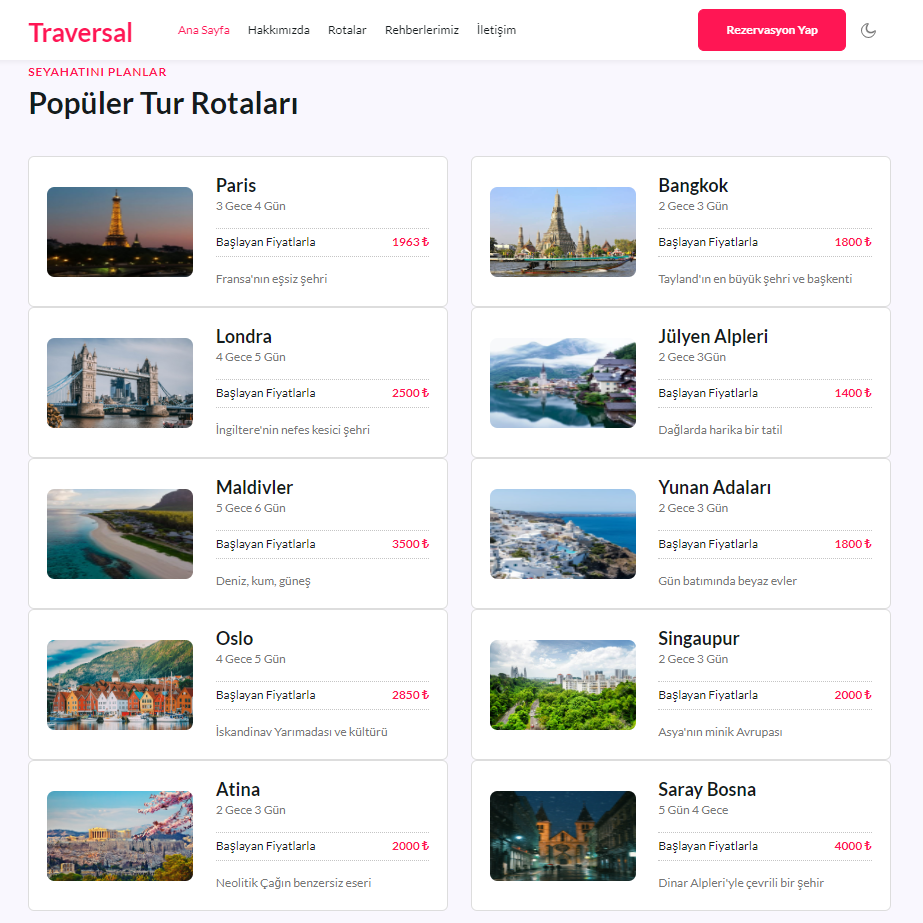 Traversal
Ana Sayfa Hakkımızda Rotalar Rehberlerimiz İletişim
Rezervasyon Yap
SEYAHATINI PLANLAR
Popüler Tur Rotaları
Paris
3 Gece 4 Gün
Başlayan Fiyatlarla 1963 ₺
Fransa'nın eşsiz şehri
Bangkok
2 Gece 3 Gün
Başlayan Fiyatlarla 1800 ₺
Tayland'ın en büyük şehri ve başkenti
Londra
4 Gece 5 Gün
Başlayan Fiyatlarla 2500 ₺
İngiltere'nin nefes kesici şehri
Jülyen Alpleri
2 Gece 3Gün
Başlayan Fiyatlarla 1400 ₺
Dağlarda harika bir tatil
Maldivler
5 Gece 6 Gün
Başlayan Fiyatlarla 3500 ₺
Deniz, kum, güneş
Yunan Adaları
2 Gece 3 Gün
Başlayan Fiyatlarla 1800 ₺
Gün batımında beyaz evler
Oslo
4 Gece 5 Gün
Başlayan Fiyatlarla 2850 ₺
İskandinav Yarımadası ve kültürü
Singaupur
2 Gece 3 Gün
Başlayan Fiyatlarla 2000 ₺
Asya'nın minik Avrupası
Atina
2 Gece 3 Gün
Başlayan Fiyatlarla 2000 ₺
Neolitik Çağın benzersiz eseri
Saray Bosna
5 Gün 4 Gece
Başlayan Fiyatlarla 4000 ₺
Dinar Alpleri'yle çevrili bir şehir